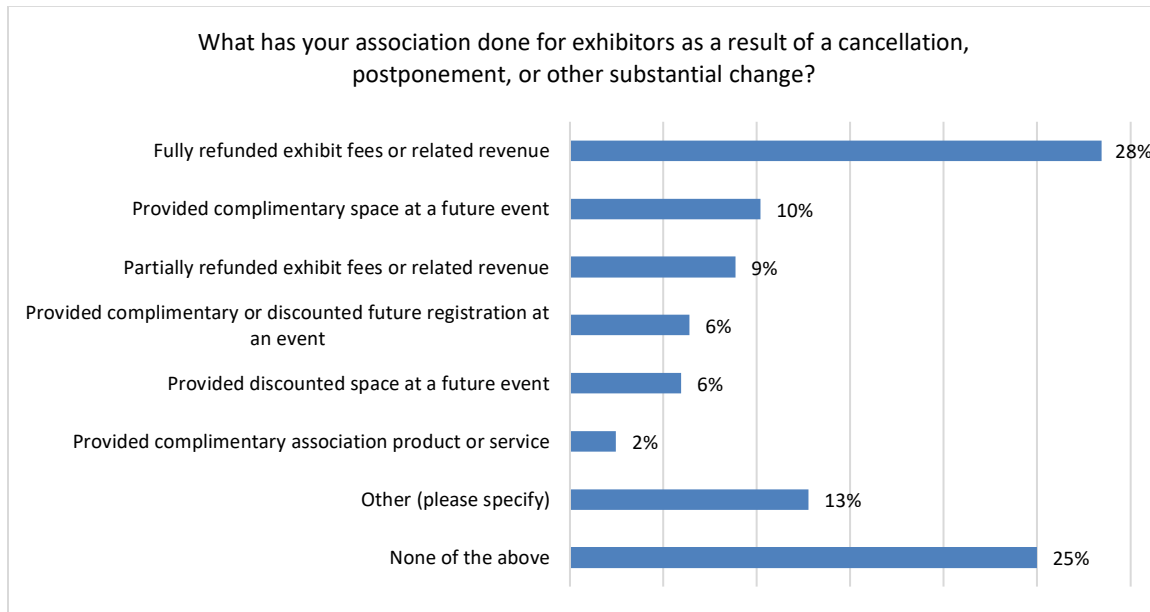 What has your association done for exhibitors as a result of a cancellation,
postponement, or other substantial change?
Fully refunded exhibit fees or related revenue
28%
Provided complimentary space at a future event
10%
Partially refunded exhibit fees or related revenue
9%
Provided complimentary or discounted future registration at
an event
6%
Provided discounted space at a future event
6%
Provided complimentary association product or service
2%
Other (please specify)
13%
None of the above
25%